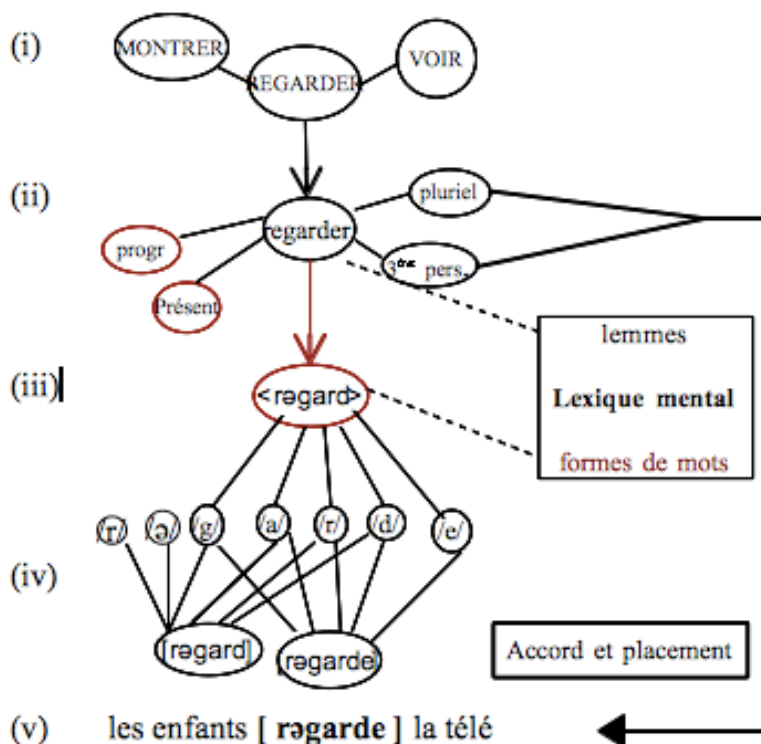 (i)
MONTRER
REGARDER
VOIR
(ii)
progr
Présent
regarder
pluriel
3ème pers.
lemmes
Lexique mental
formes de mots
(iii)
<rəgard>
/r/ /ə/ /g/ /a/ /r/ /d/ /e/
(iv)
[rəgard]
[rəgarde]
Accord et placement
(v) les enfants [ rəgarde ] la télé